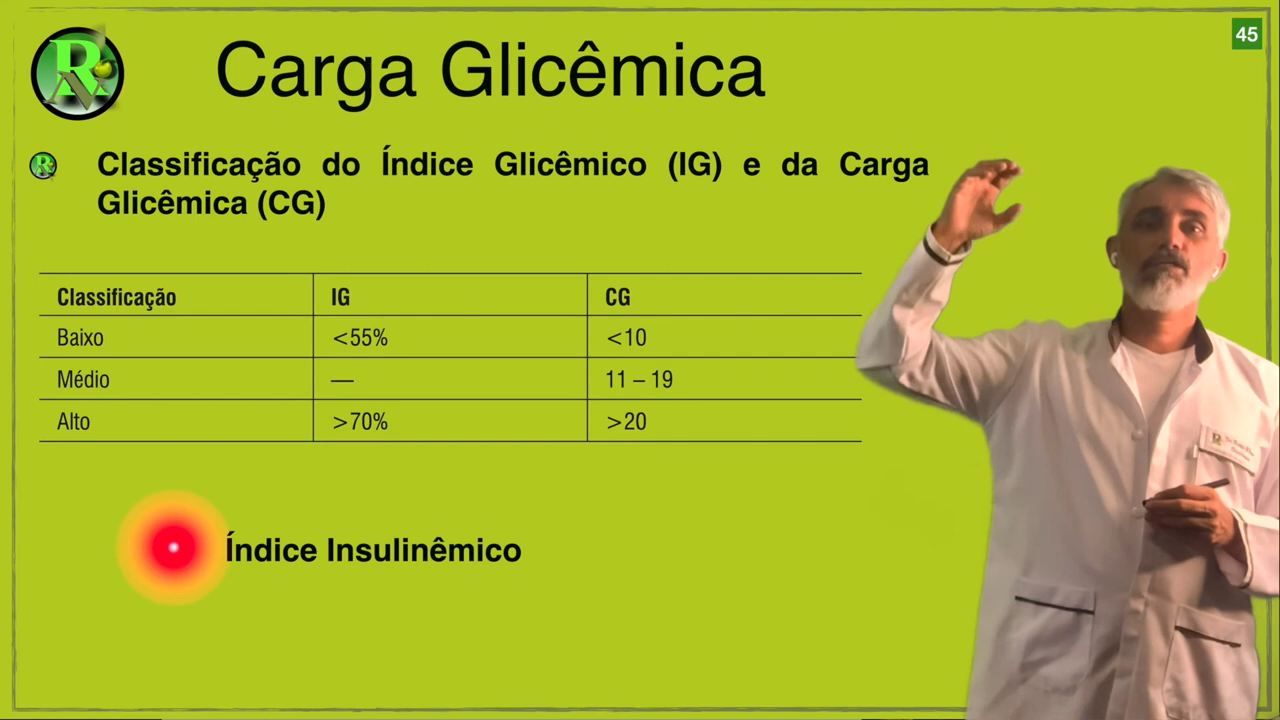 45
Carga Glicêmica
Classificação do Índice Glicêmico (IG) e da Carga
Glicêmica (CG)
Classificação IG CG
Baixo <55% <10
Médio — 11 – 19
Alto >70% >20
Índice Insulinêmico